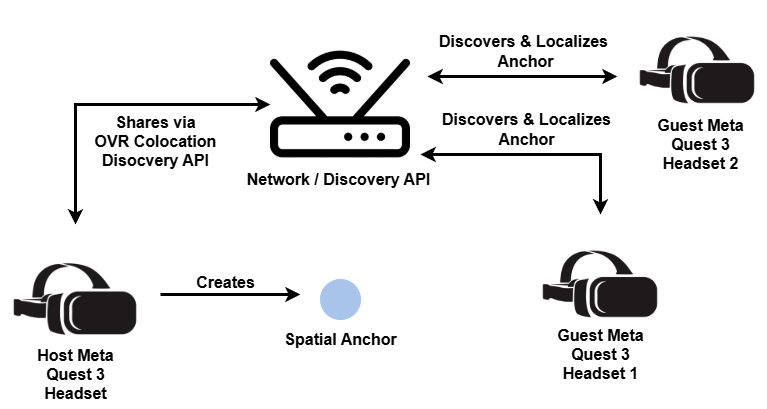 Discovers & Localizes
Anchor
Shares via
OVR Colocation
Disocvery API
Discovers & Localizes
Anchor
Guest Meta
Quest 3
Headset 2
Network / Discovery API
Creates
Spatial Anchor
Host Meta
Quest 3
Headset
Guest Meta
Quest 3
Headset 1